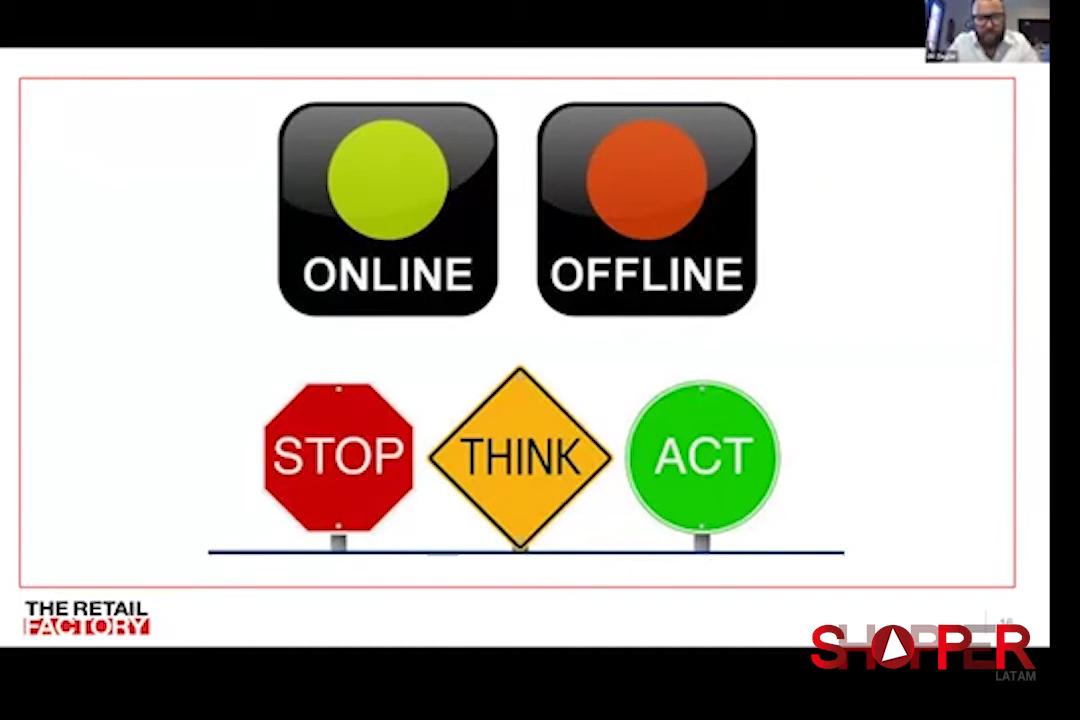 ONLINE
OFFLINE
STOP
THINK
ACT
THE RETAIL
FACTORY
SHOPPER
LATAM